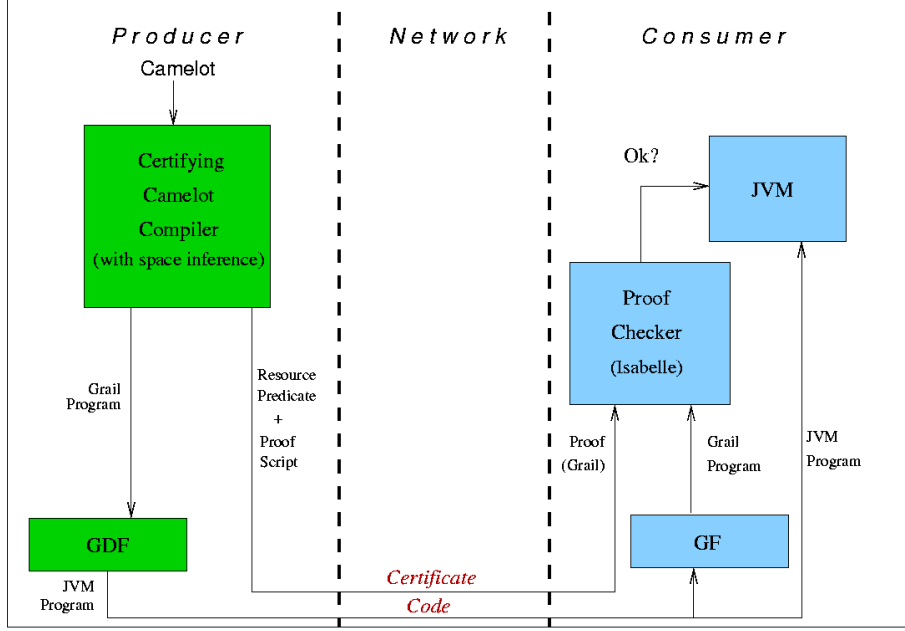 Producer
Network
Consumer
Camelot
Certifying
Camelot
Compiler
(with space inference)
Ok?
JVM
Proof
Checker
(Isabelle)
Grail
Program
Resource
Predicate
+
Proof
Script
Proof
(Grail)
Grail
Program
JVM
Program
GDF
GF
JVM
Program
Certificate
Code